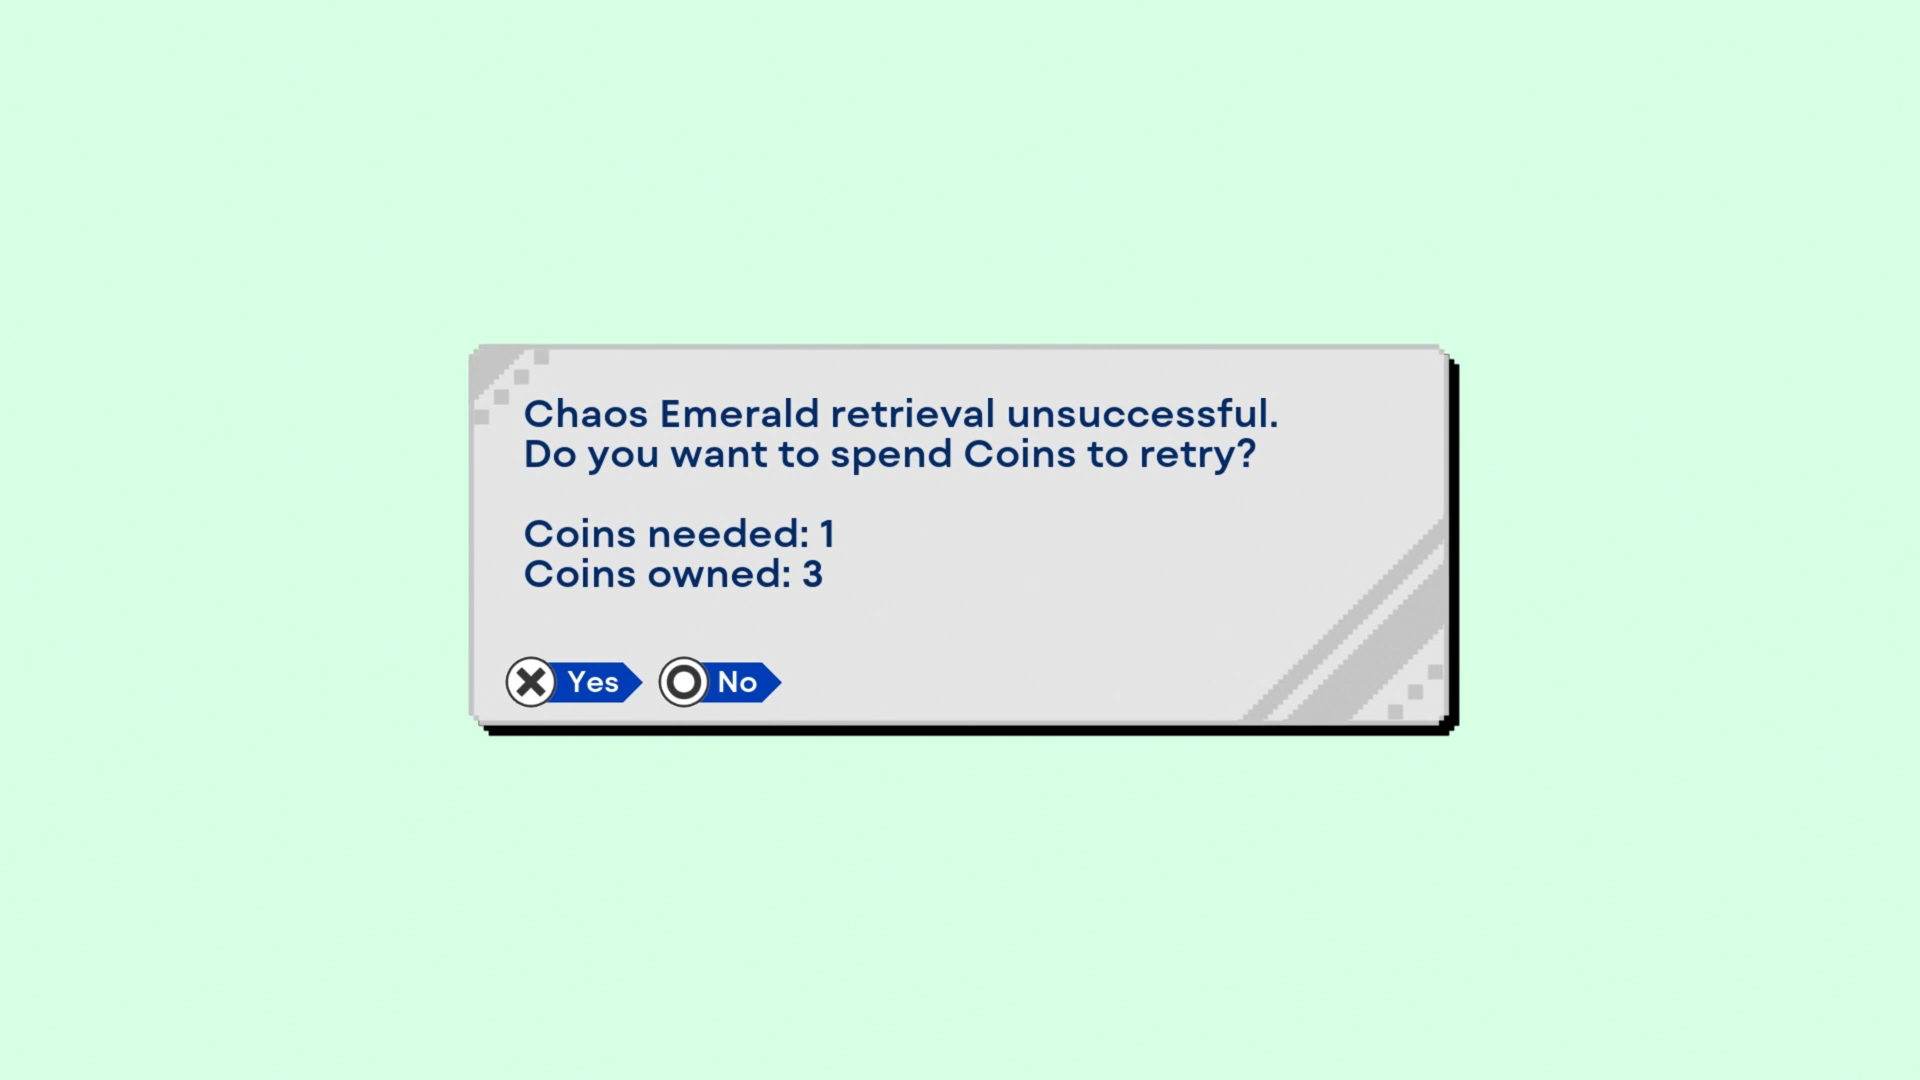 Chaos Emerald retrieval unsuccessful.
Do you want to spend Coins to retry?
Coins needed: 1
Coins owned: 3
Yes No